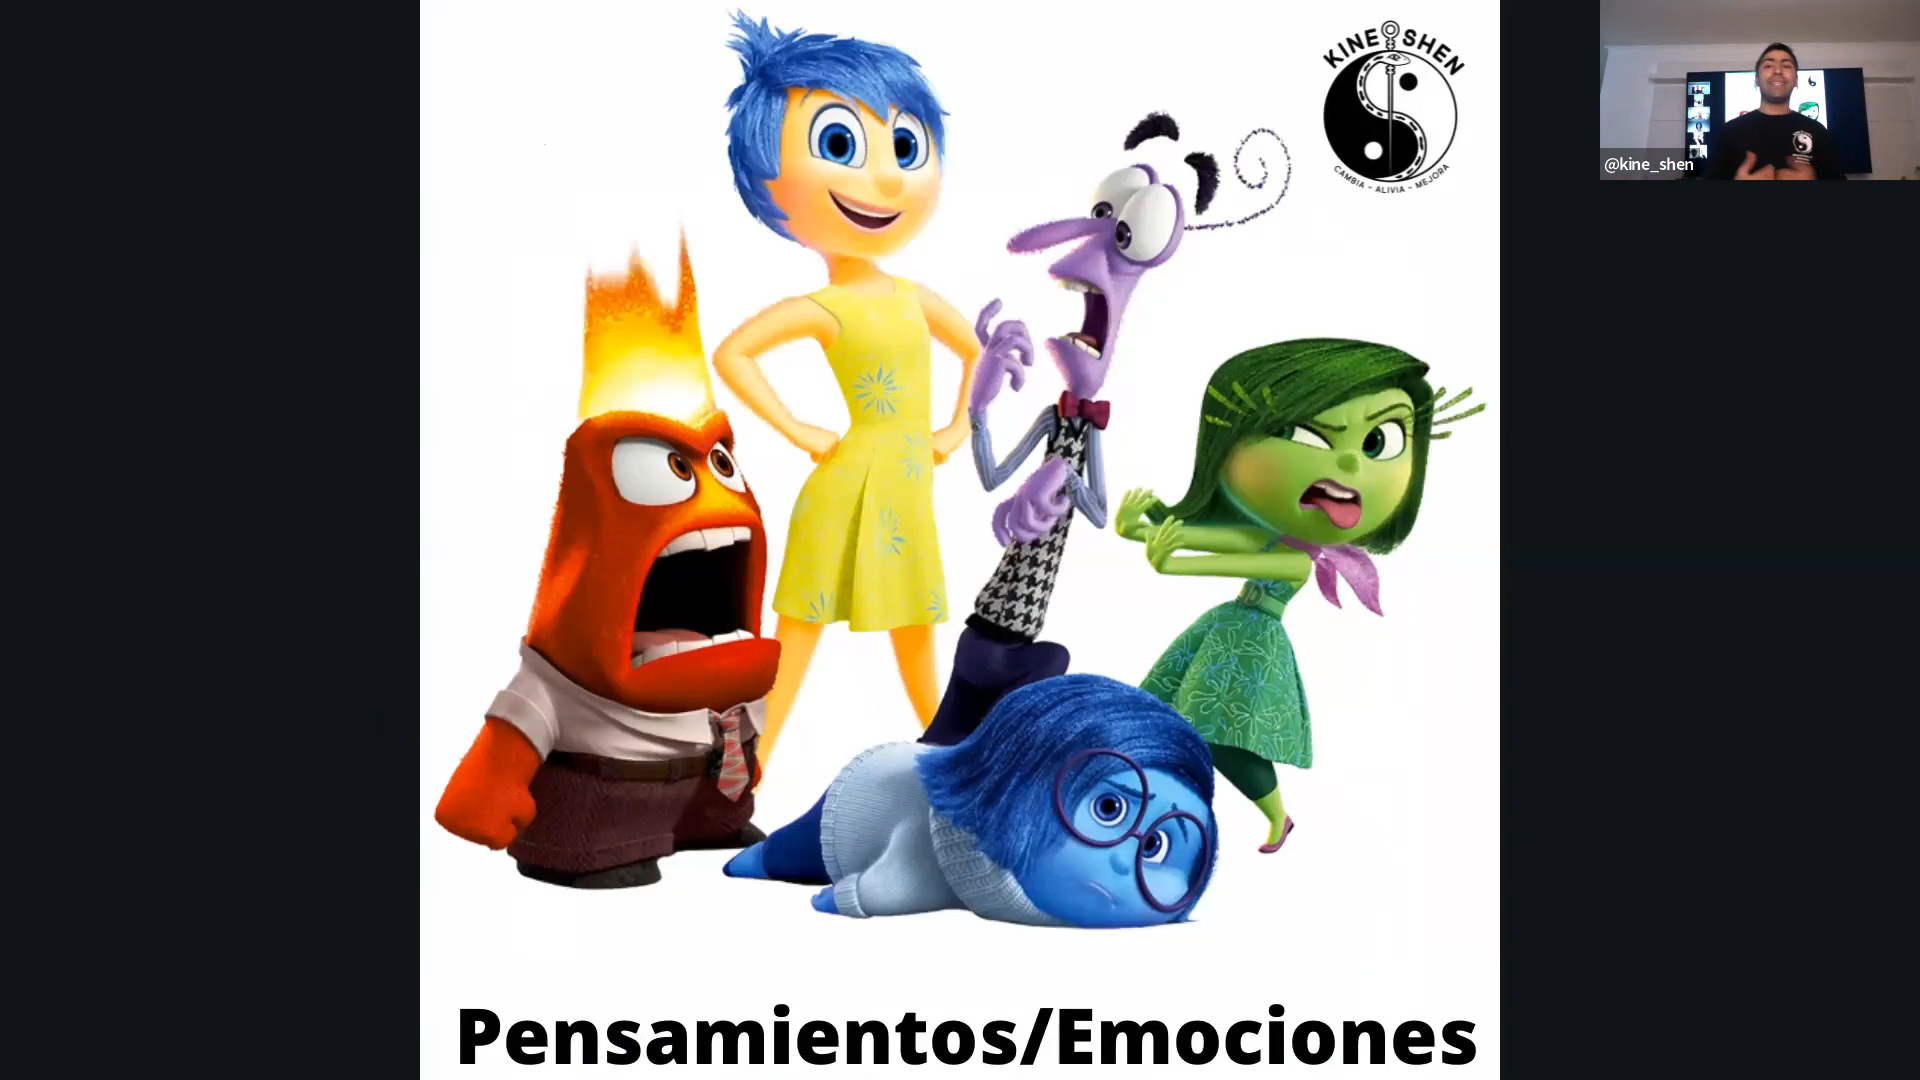 KINE SHEN
CAMBIA - ALIVIA - MEJORA
@kine_shen
Pensamientos/Emociones